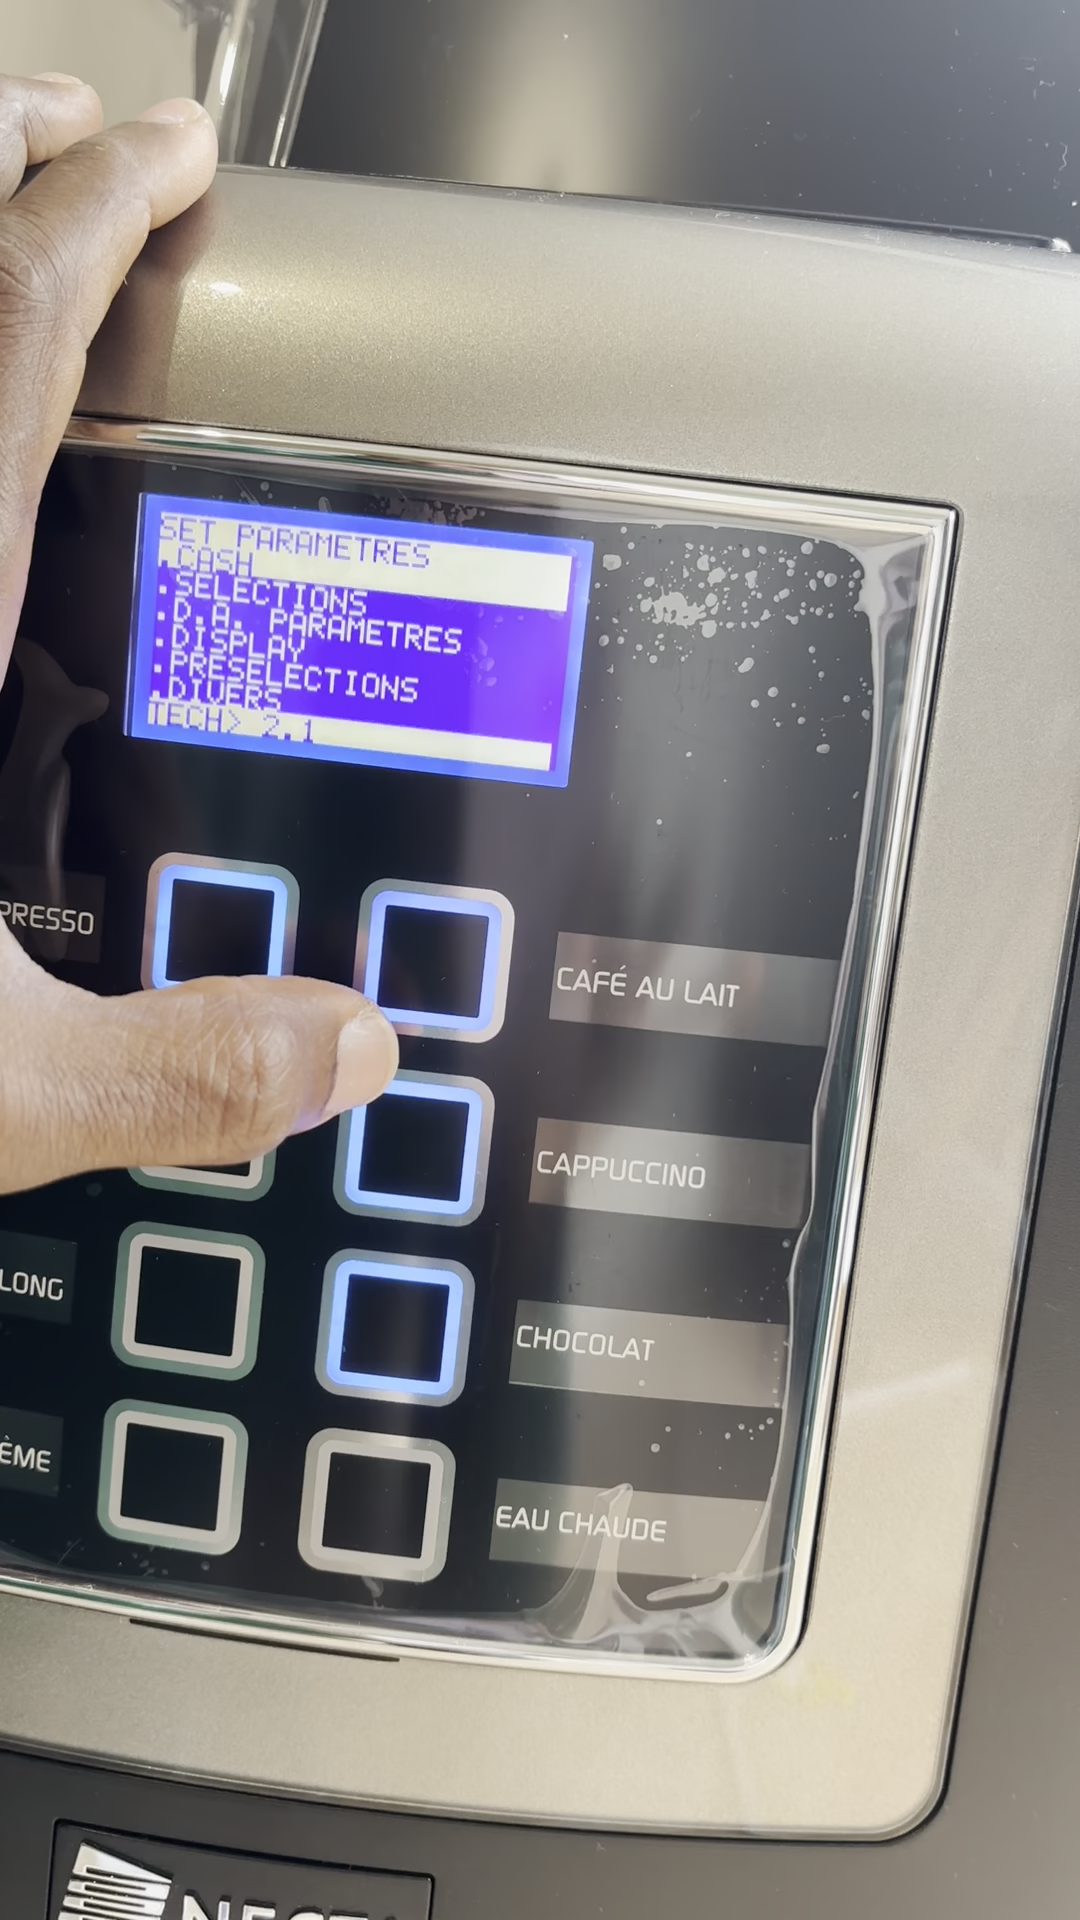 SET PARAMETRES
.CASH
.SELECTIONS
.D.A. PARAMETRES
.DISPLAY
.PRESELECTIONS
.DIVERS
TECH> 2.1
PRESSO
CAFÉ AU LAIT
CAPPUCCINO
LONG
CHOCOLAT
ÈME
EAU CHAUDE